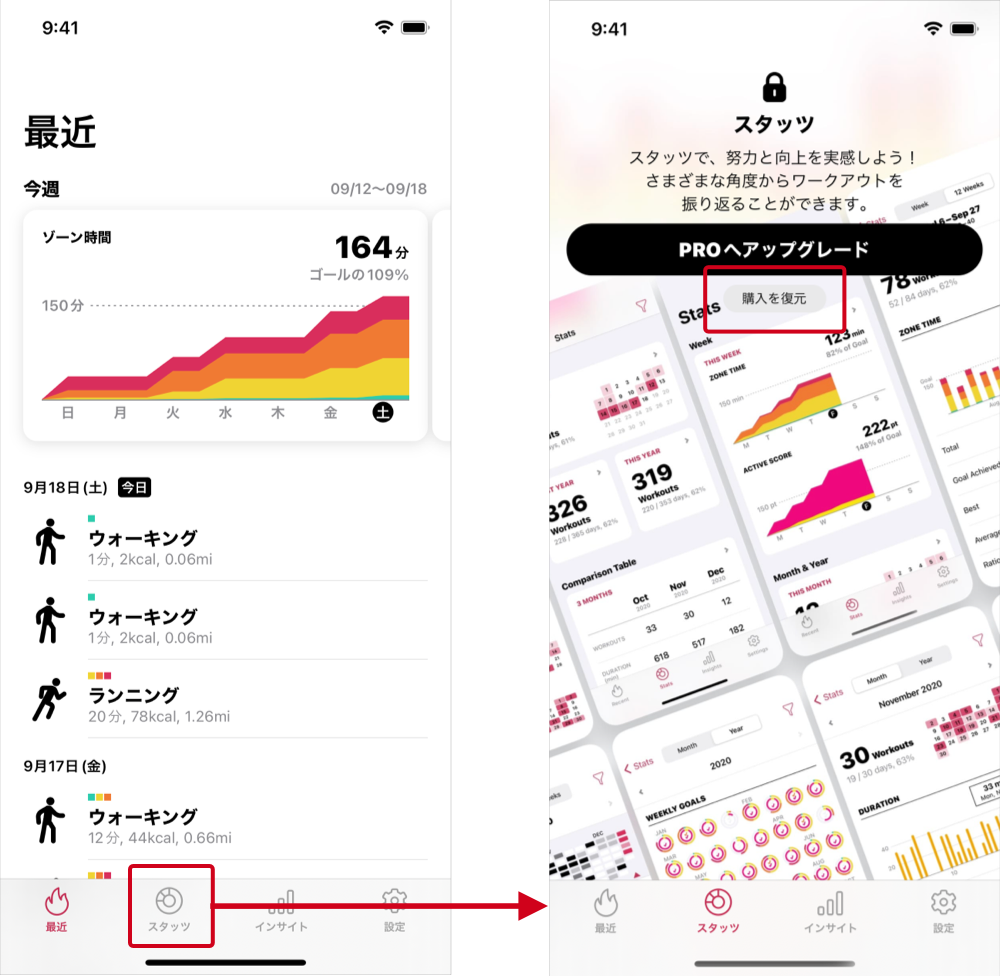 9:41
最近
今週
09/12〜09/18
ゾーン時間
164分
ゴールの109%
150分
日 月 火 水 木 金 土
9月18日(土) 今日
ウォーキング
1分, 2kcal, 0.06mi
ウォーキング
1分, 2kcal, 0.06mi
ランニング
20分, 78kcal, 1.26mi
9月17日(金)
ウォーキング
12分, 44kcal, 0.66mi
最近
スタッツ
インサイト
設定
9:41
スタッツ
スタッツで、努力と向上を実感しよう！
さまざまな角度からワークアウトを
振り返ることができます。
PROへアップグレード
購入を復元
Stats
THIS YEAR
319
Workouts
220 / 353 days, 62%
326
Workouts
228 / 365 days, 62%
Comparison Table
3 MONTHS
Oct
2020
Nov
2020
Dec
2020
WORKOUTS
33
30
12
DURATION
(min)
618
517
182
Recent
Stats
Insights
Settings
Stats
Week
THIS WEEK
ZONE TIME
123 min
82% of Goal
150 min
M T W T F S S
ACTIVE SCORE
222 pt
148% of Goal
150 pt
M T W T F S S
Month & Year
THIS MONTH
Recent
Stats
Insights
Settings
Stats
Week
12 Weeks
78
52 / 84 days, 62%
ZONE TIME
Goal
150
Total
Goal Achieved
Best
Average
Stats
Month
Year
2020
WEEKLY GOALS
JAN
FEB
MAR
APR
MAY
JUN
AUG
DEC
Stats
Month
Year
November 2020
30 Workouts
19 / 30 days, 63%
DURATION
33 m
40
20
10
最近
スタッツ
インサイト
設定